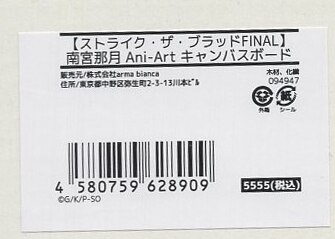 【ストライク・ザ・ブラッドFINAL】
南宮那月 Ani-Art キャンバスボード
販売元/株式会社arma bianca
住所/東京都中野区弥生町2-3-13川本ビル
木材、化繊
094947
紙
外箱
シール
4 580759 628909
©G/K/P-SO
5555(税込)